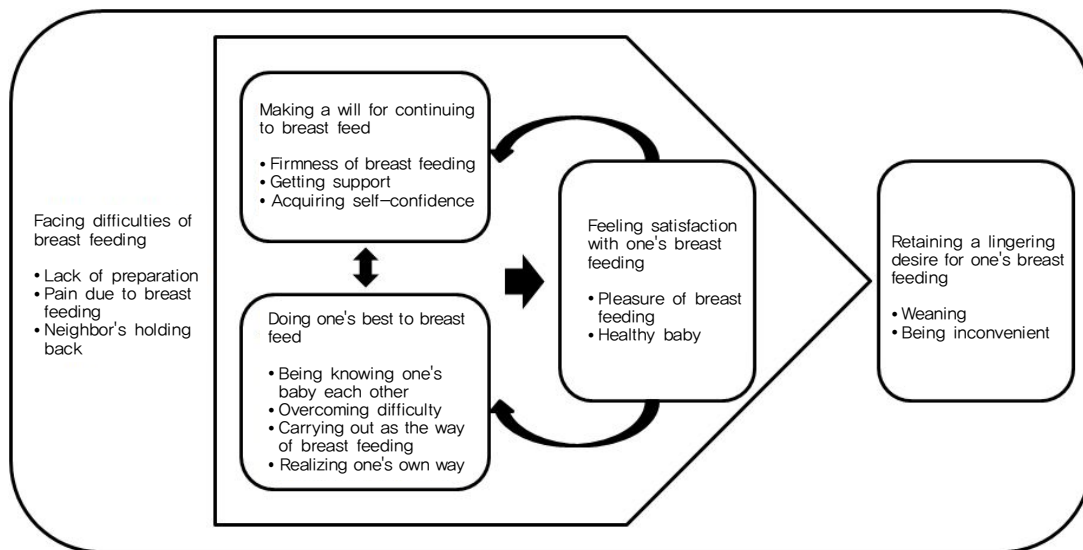 Facing difficulties of
breast feeding
• Lack of preparation
• Pain due to breast
feeding
• Neighbor's holding
back
Making a will for continuing
to breast feed
• Firmness of breast feeding
• Getting support
• Acquiring self-confidence
Doing one's best to breast
feed
• Being knowing one's
baby each other
• Overcoming difficulty
• Carrying out as the way
of breast feeding
• Realizing one's own way
Feeling satisfaction
with one's breast
feeding
• Pleasure of breast
feeding
• Healthy baby
Retaining a lingering
desire for one's breast
feeding
• Weaning
• Being inconvenient